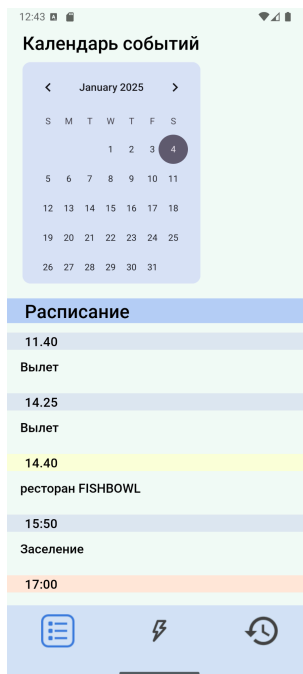 12:43
Календарь событий
January 2025
S M T W T F S
1 2 3 4
5 6 7 8 9 10 11
12 13 14 15 16 17 18
19 20 21 22 23 24 25
26 27 28 29 30 31
Расписание
11.40
Вылет
14.25
Вылет
14.40
ресторан FISHBOWL
15:50
Заселение
17:00